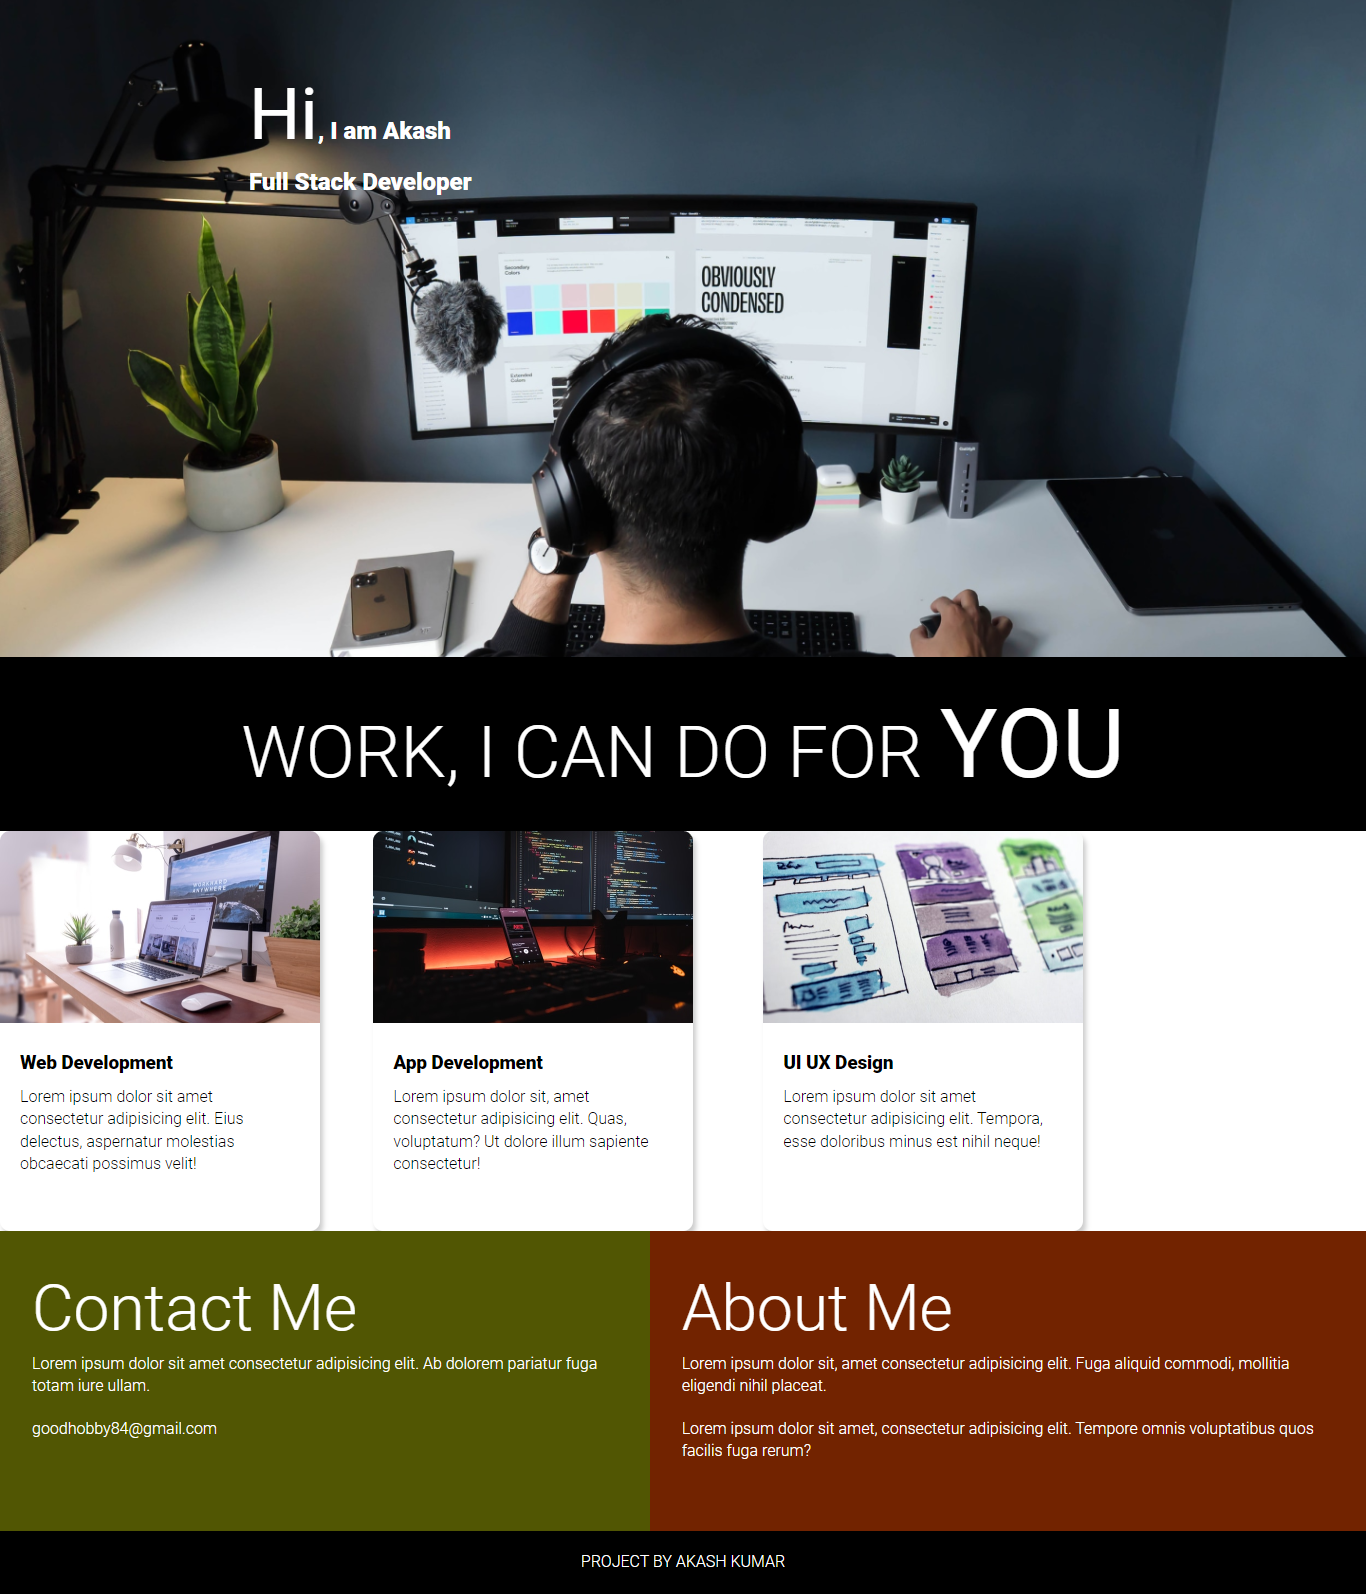 Hi, I am Akash
Full Stack Developer
Secondary
Colors
OBVIOUSLY
CONDENSED
Extended
Colors
WORK, I CAN DO FOR YOU
Web Development
Lorem ipsum dolor sit amet
consectetur adipisicing elit. Eius
delectus, aspernatur molestias
obcaecati possimus velit!
App Development
Lorem ipsum dolor sit, amet
consectetur adipisicing elit. Quas,
voluptatum? Ut dolore illum sapiente
consectetur!
UI UX Design
Lorem ipsum dolor sit amet
consectetur adipisicing elit. Tempora,
esse doloribus minus est nihil neque!
Contact Me
Lorem ipsum dolor sit amet consectetur adipisicing elit. Ab dolorem pariatur fuga
totam iure ullam.
goodhobby84@gmail.com
About Me
Lorem ipsum dolor sit, amet consectetur adipisicing elit. Fuga aliquid commodi, mollitia
eligendi nihil placeat.
Lorem ipsum dolor sit amet, consectetur adipisicing elit. Tempore omnis voluptatibus quos
facilis fuga rerum?
PROJECT BY AKASH KUMAR